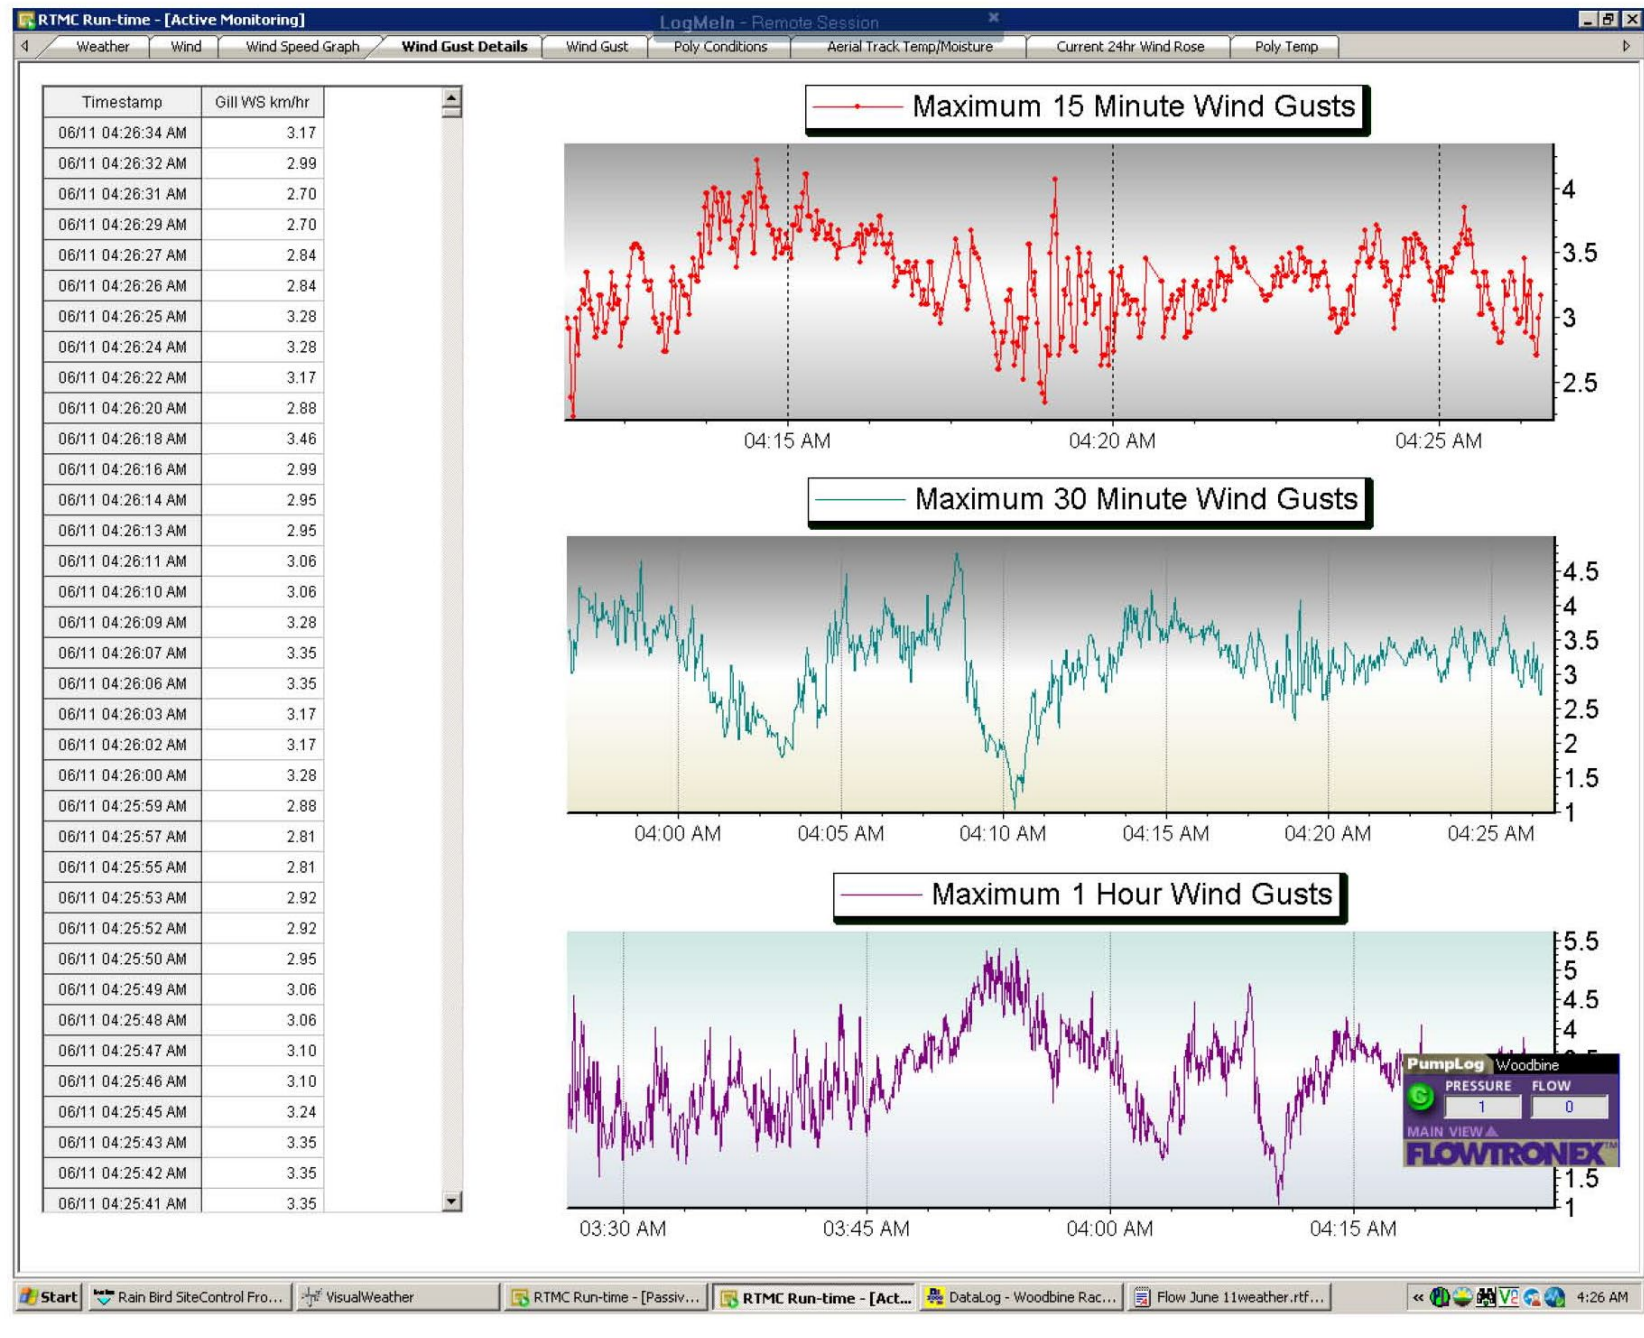 RTMC Run-time - [Active Monitoring]
LogMeIn - Remote Session
Weather Wind Wind Speed Graph Wind Gust Details Wind Gust Poly Conditions Aerial Track Temp/Moisture Current 24hr Wind Rose Poly Temp
Timestamp Gill WS km/hr
06/11 04:26:34 AM 3.17
06/11 04:26:32 AM 2.99
06/11 04:26:31 AM 2.70
06/11 04:26:29 AM 2.70
06/11 04:26:27 AM 2.84
06/11 04:26:26 AM 2.84
06/11 04:26:25 AM 3.28
06/11 04:26:24 AM 3.28
06/11 04:26:22 AM 3.17
06/11 04:26:20 AM 2.88
06/11 04:26:18 AM 3.46
06/11 04:26:16 AM 2.99
06/11 04:26:14 AM 2.95
06/11 04:26:13 AM 2.95
06/11 04:26:11 AM 3.06
06/11 04:26:10 AM 3.06
06/11 04:26:09 AM 3.28
06/11 04:26:07 AM 3.35
06/11 04:26:06 AM 3.35
06/11 04:26:03 AM 3.17
06/11 04:26:02 AM 3.17
06/11 04:26:00 AM 3.28
06/11 04:25:59 AM 2.88
06/11 04:25:57 AM 2.81
06/11 04:25:55 AM 2.81
06/11 04:25:53 AM 2.92
06/11 04:25:52 AM 2.92
06/11 04:25:50 AM 2.95
06/11 04:25:49 AM 3.06
06/11 04:25:48 AM 3.06
06/11 04:25:47 AM 3.10
06/11 04:25:46 AM 3.10
06/11 04:25:45 AM 3.24
06/11 04:25:43 AM 3.35
06/11 04:25:42 AM 3.35
06/11 04:25:41 AM 3.35
Maximum 15 Minute Wind Gusts
4
3.5
3
2.5
04:15 AM 04:20 AM 04:25 AM
Maximum 30 Minute Wind Gusts
4.5
4
3.5
3
2.5
2
1.5
1
04:00 AM 04:05 AM 04:10 AM 04:15 AM 04:20 AM 04:25 AM
Maximum 1 Hour Wind Gusts
5.5
5
4.5
4
1.5
1
03:30 AM 03:45 AM 04:00 AM 04:15 AM
PumpLog Woodbine
PRESSURE FLOW
1 0
MAIN VIEW
FLOWTRONEX™
Start Rain Bird SiteControl Fro... VisualWeather RTMC Run-time - [Passiv... RTMC Run-time - [Act... DataLog - Woodbine Rac... Flow June 11weather.rtf... 4:26 AM